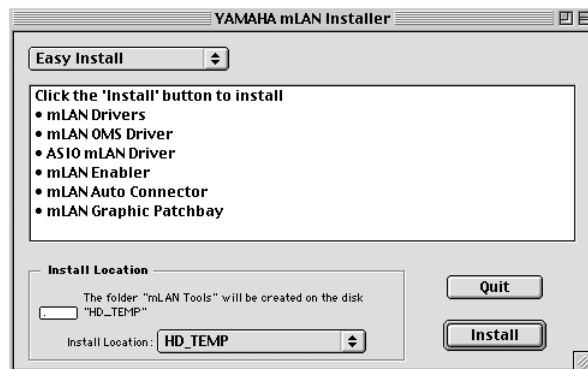 YAMAHA mLAN Installer
Easy Install
Click the 'Install' button to install
• mLAN Drivers
• mLAN OMS Driver
• ASIO mLAN Driver
• mLAN Enabler
• mLAN Auto Connector
• mLAN Graphic Patchbay
Install Location
The folder "mLAN Tools" will be created on the disk
"HD_TEMP"
Install Location: HD_TEMP
Quit
Install